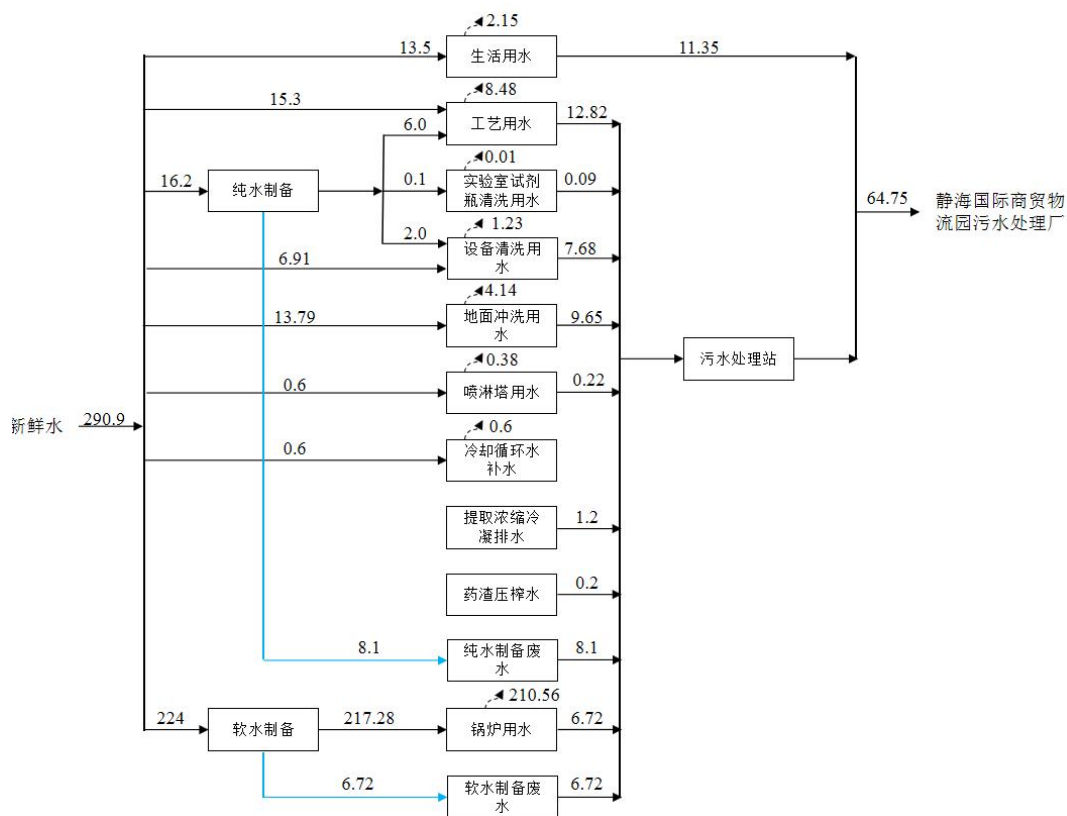 2.15
13.5
生活用水
11.35
8.48
15.3
工艺用水
12.82
6.0
0.01
16.2
纯水制备
0.1
实验室试剂
瓶清洗用水
0.09
64.75
静海国际商贸物
流园污水处理厂
1.23
2.0
设备清洗用
水
7.68
6.91
4.14
13.79
地面冲洗用
水
9.65
污水处理站
0.38
0.6
喷淋塔用水
0.22
新鲜水
290.9
0.6
0.6
冷却循环水
补水
提取浓缩冷
凝排水
1.2
药渣压榨水
0.2
8.1
纯水制备废
水
8.1
210.56
224
软水制备
217.28
锅炉用水
6.72
6.72
软水制备废
水
6.72